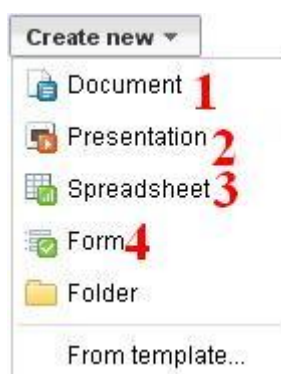 Create new
Document 1
Presentation 2
Spreadsheet 3
Form 4
Folder
From template...